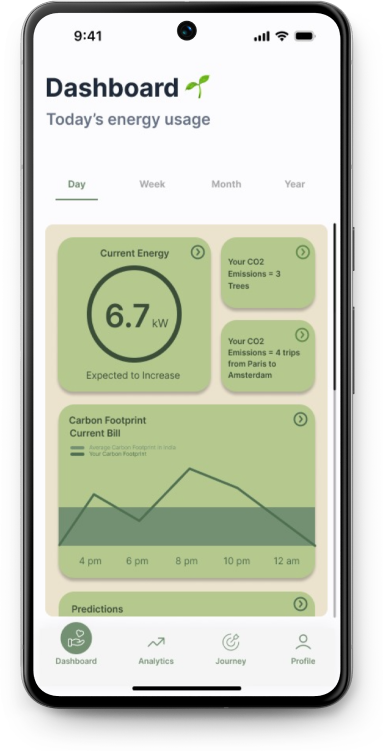 9:41
Dashboard
Today's energy usage
Day Week Month Year
Current Energy
6.7 kW
Expected to Increase
Your CO2
Emissions = 3
Trees
Your CO2
Emissions = 4 trips
from Paris to
Amsterdam
Carbon Footprint
Current Bill
Average Carbon Footprint in India
Your Carbon Footprint
4 pm 6 pm 8 pm 10 pm 12 am
Predictions
Dashboard Analytics Journey Profile